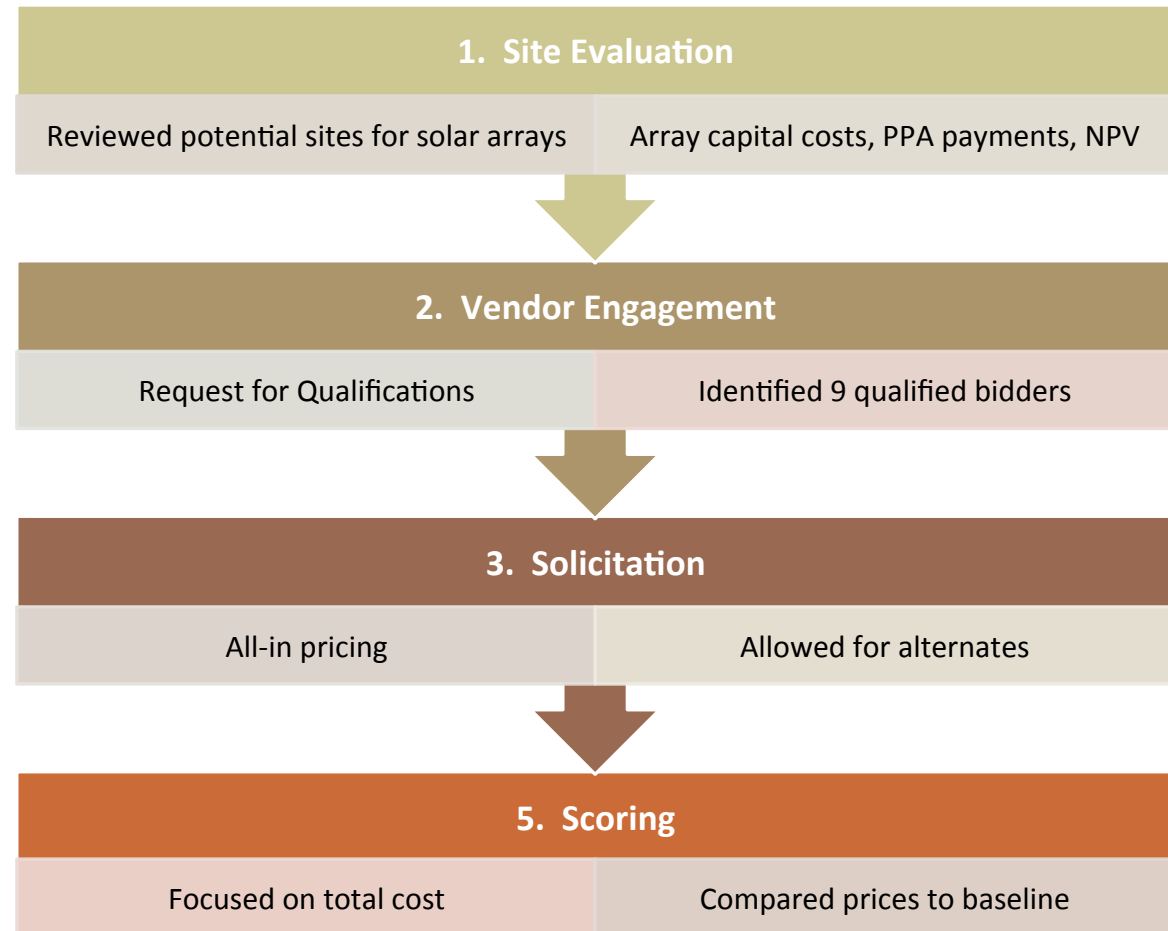 1. Site Evaluation
Reviewed potential sites for solar arrays
Array capital costs, PPA payments, NPV
2. Vendor Engagement
Request for Qualifications
Identified 9 qualified bidders
3. Solicitation
All-in pricing
Allowed for alternates
5. Scoring
Focused on total cost
Compared prices to baseline